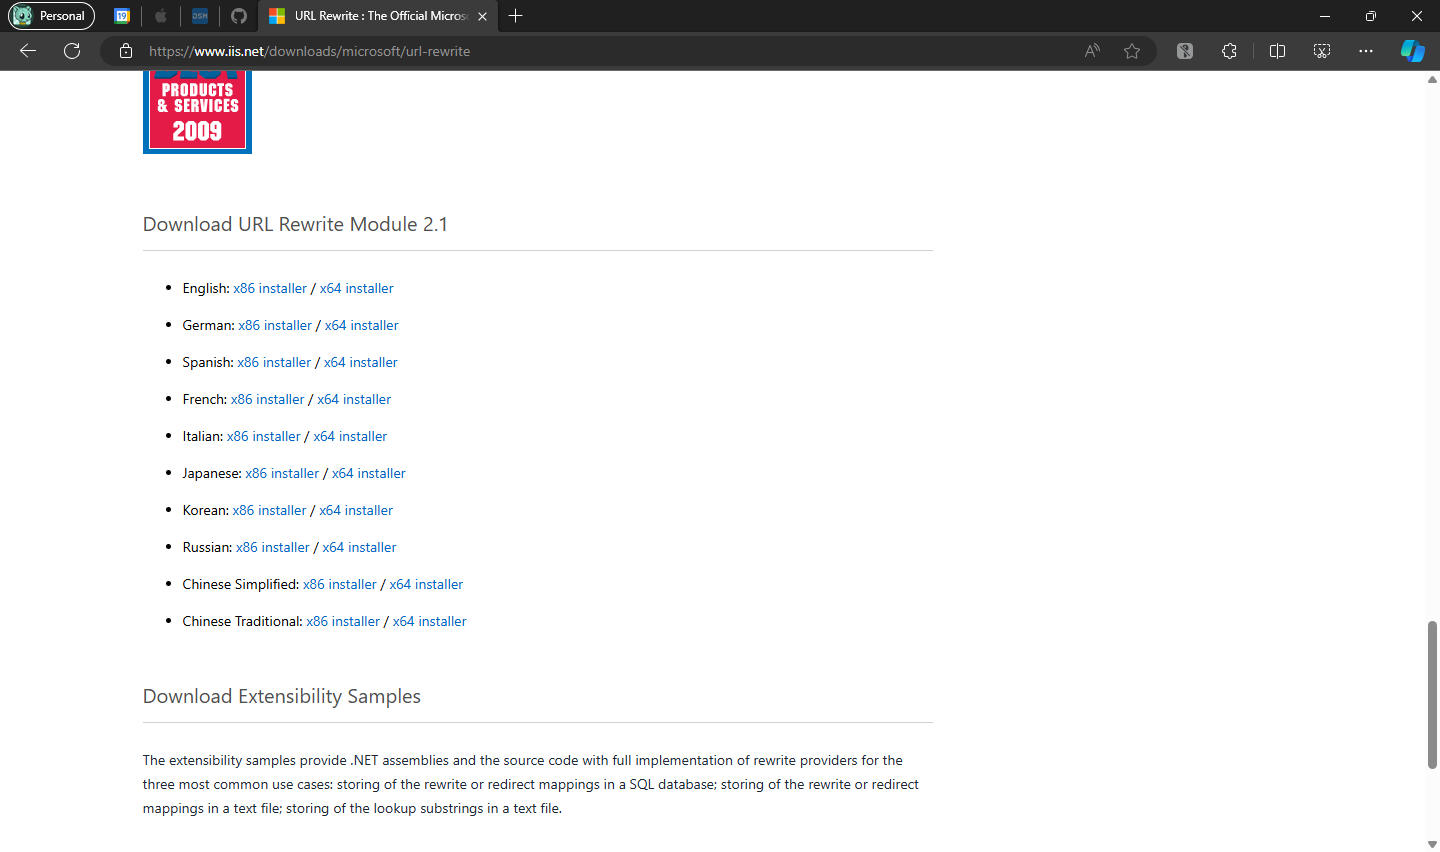 Personal
19
DSM
URL Rewrite : The Official Micros
https://www.iis.net/downloads/microsoft/url-rewrite
PRODUCTS
& SERVICES
2009
Download URL Rewrite Module 2.1
English: x86 installer / x64 installer
German: x86 installer / x64 installer
Spanish: x86 installer / x64 installer
French: x86 installer / x64 installer
Italian: x86 installer / x64 installer
Japanese: x86 installer / x64 installer
Korean: x86 installer / x64 installer
Russian: x86 installer / x64 installer
Chinese Simplified: x86 installer / x64 installer
Chinese Traditional: x86 installer / x64 installer
Download Extensibility Samples
The extensibility samples provide .NET assemblies and the source code with full implementation of rewrite providers for the
three most common use cases: storing of the rewrite or redirect mappings in a SQL database; storing of the rewrite or redirect
mappings in a text file; storing of the lookup substrings in a text file.